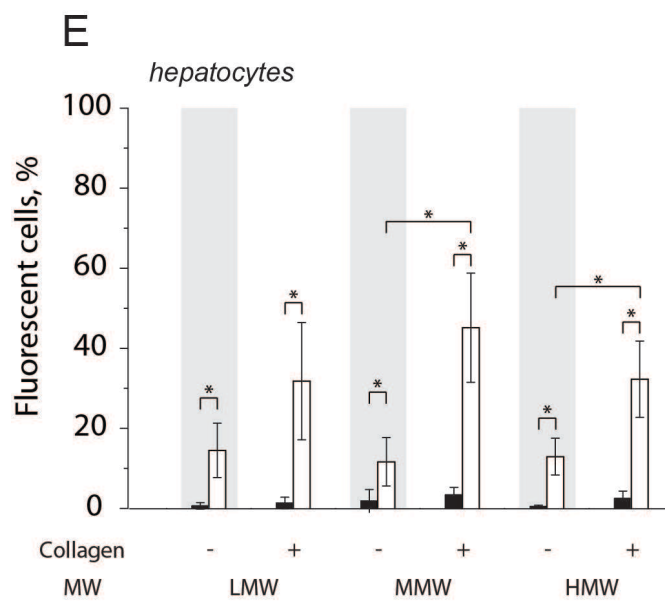 E
hepatocytes
Fluorescent cells, %
100
80
60
40
20
0
*
*
*
*
*
*
*
*
Collagen - + - + - +
MW LMW MMW HMW